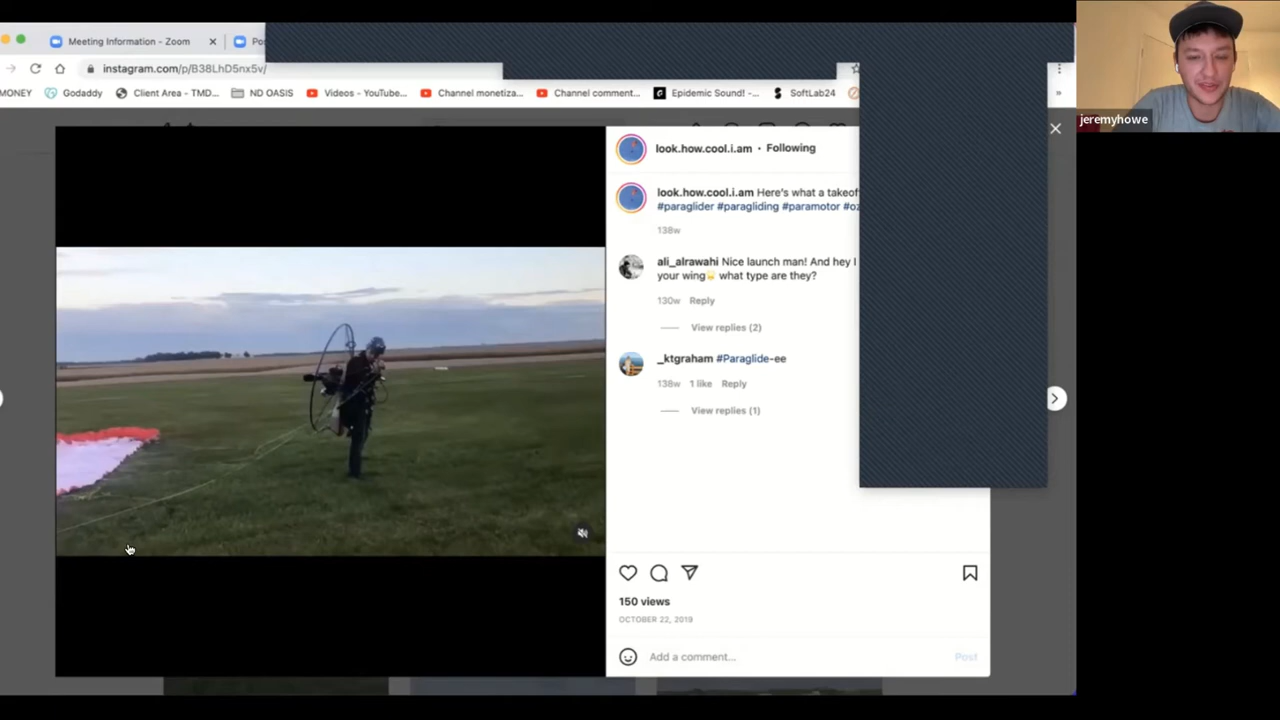 Meeting Information - Zoom
Po
instagram.com/p/B38LhD5nx5v/
MONEY Godaddy Client Area - TMD... ND OASIS Videos - YouTube... Channel monetiza... Channel comment... Epidemic Sound! -... SoftLab24 »
jeremyhowe
look.how.cool.i.am • Following
look.how.cool.i.am Here's what a takeof
#paraglider #paragliding #paramotor #oz
138w
ali_alrawahi Nice launch man! And hey I
your wing what type are they?
130w Reply
View replies (2)
_ktgraham #Paraglide-ee
138w 1 like Reply
View replies (1)
150 views
OCTOBER 22, 2019
Add a comment... Post